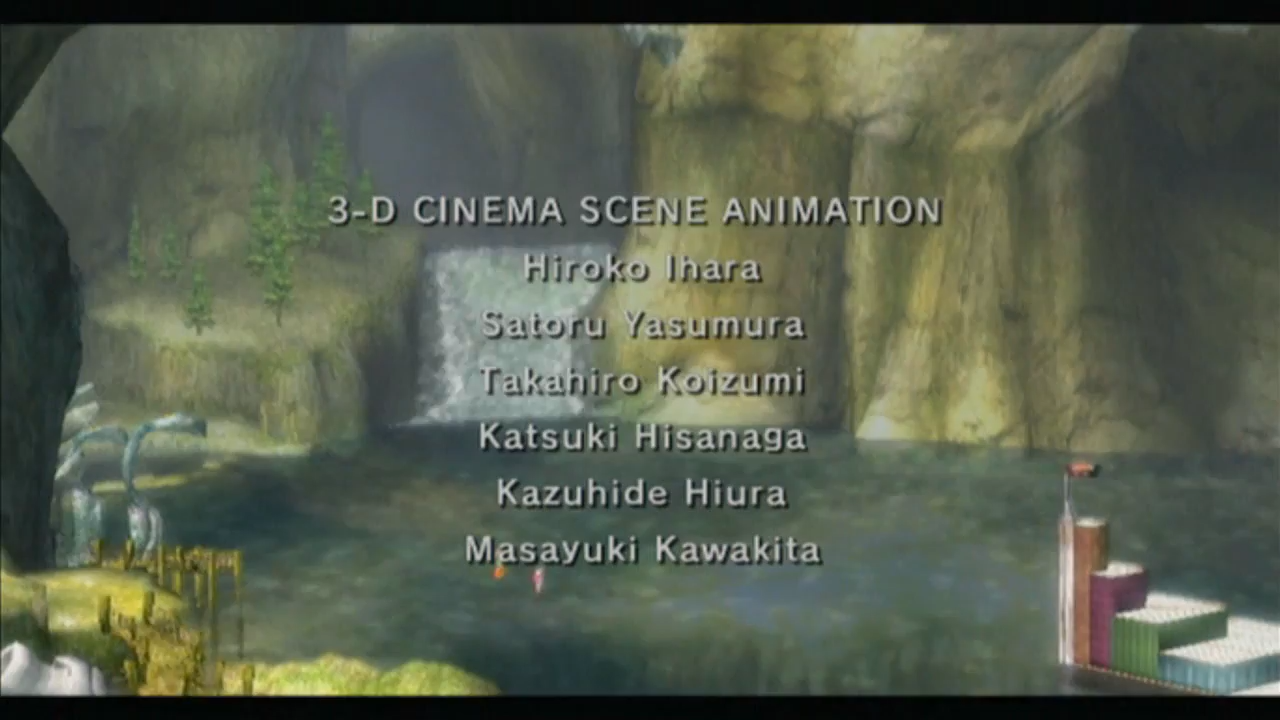 3-D CINEMA SCENE ANIMATION
Hiroko Ihara
Satoru Yasumura
Takahiro Koizumi
Katsuki Hisanaga
Kazuhide Hiura
Masayuki Kawakita